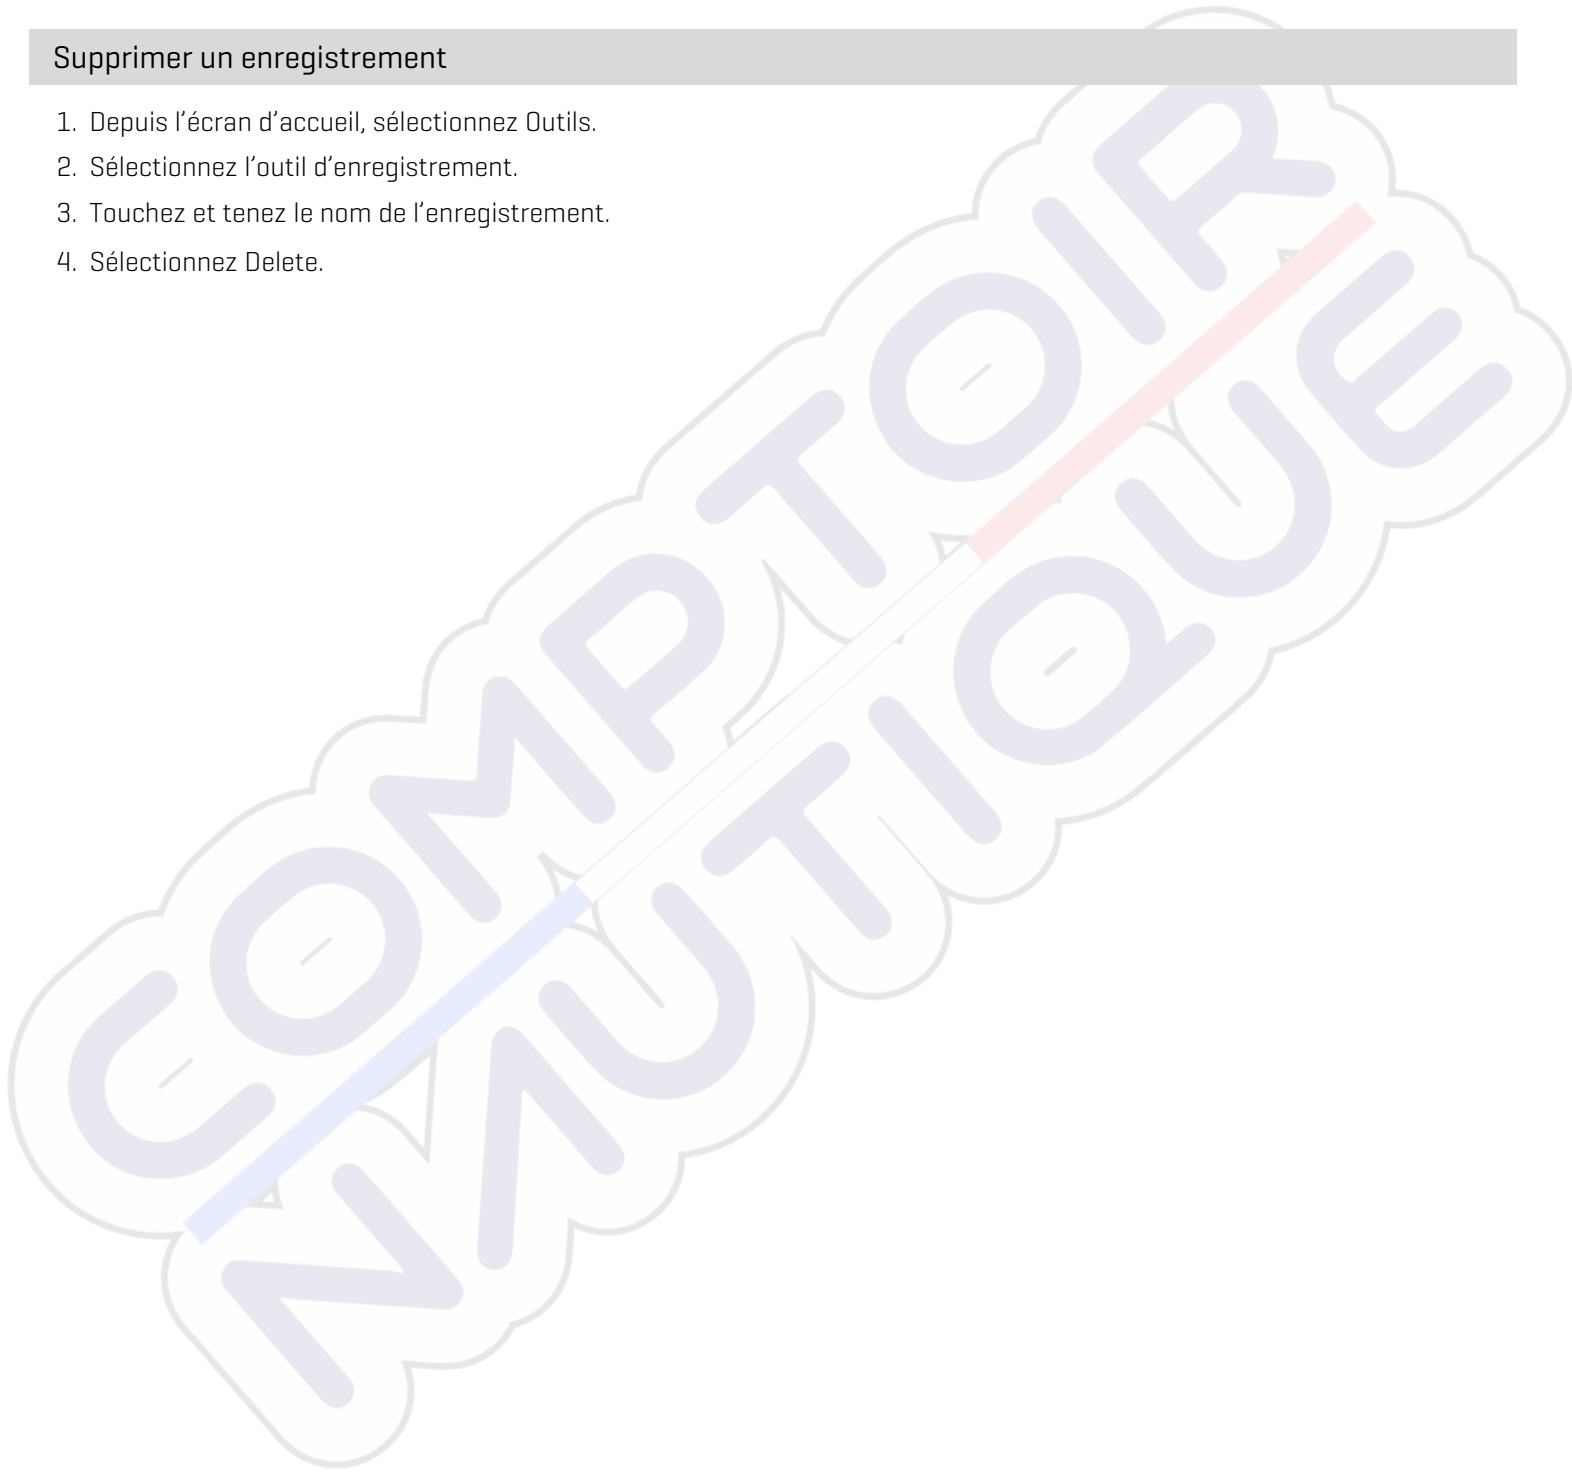 Supprimer un enregistrement
1. Depuis l'écran d'accueil, sélectionnez Outils.
2. Sélectionnez l'outil d'enregistrement.
3. Touchez et tenez le nom de l'enregistrement.
4. Sélectionnez Delete.
COMPTOIR
NAUTIQUE